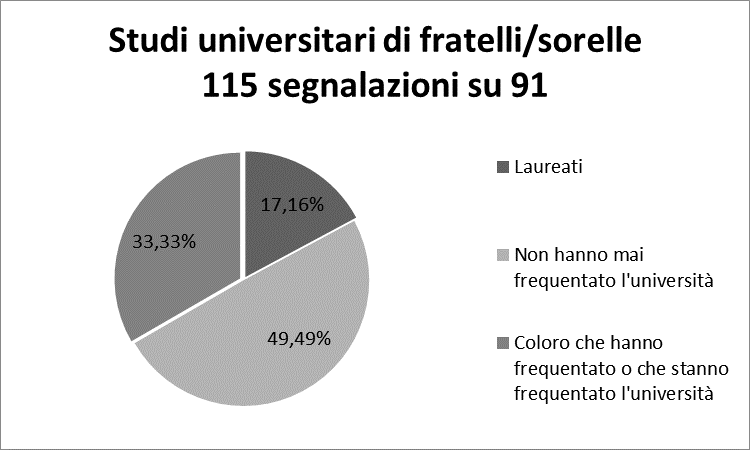 Studi universitari di fratelli/sorelle
115 segnalazioni su 91
17,16%
33,33%
49,49%
Laureati
Non hanno mai
frequentato l'università
Coloro che hanno
frequentato o che stanno
frequentato l'università